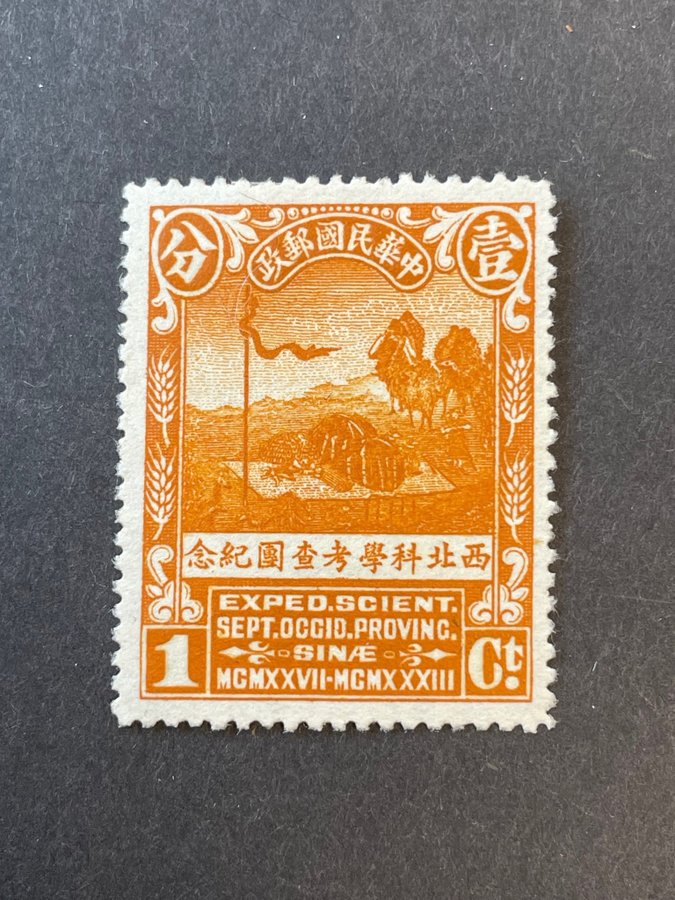 壹分
中華民國郵政
西北科學考查團紀念
EXPED.SCIENT.
SEPT.OCCID.PROVINC.
SINÆ
1 Ct.
MCMXXVII-MCMXXXIII